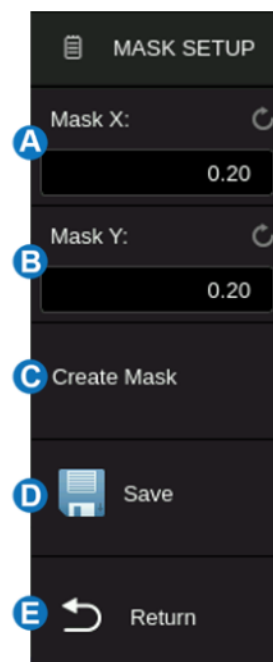 MASK SETUP
Mask X:
A
0.20
Mask Y:
B
0.20
C Create Mask
D Save
E Return